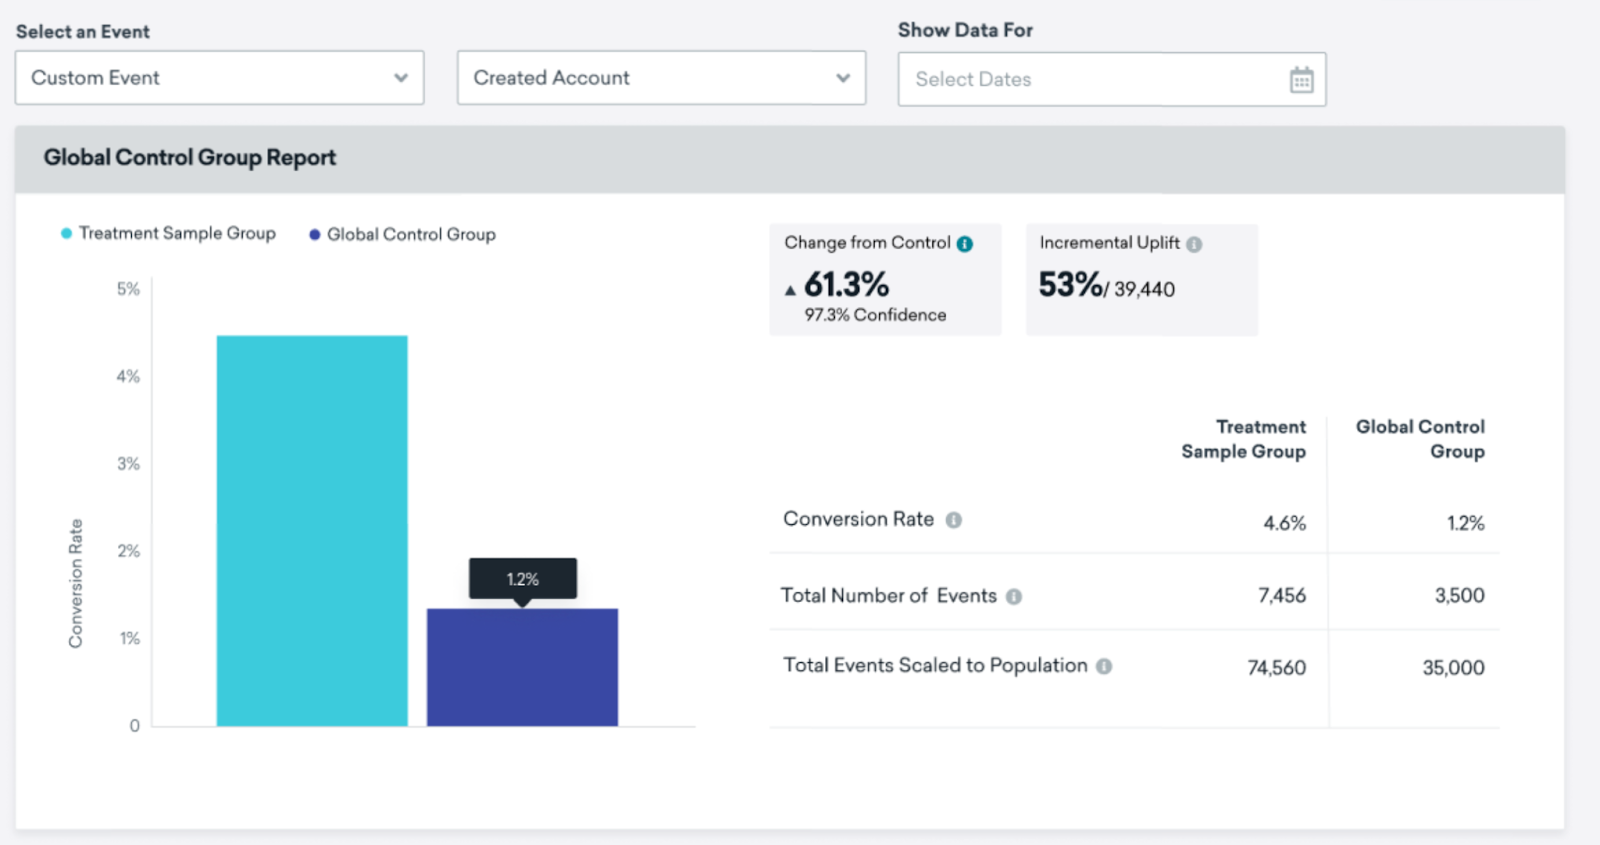 Select an Event
Show Data For
Custom Event
Created Account
Select Dates
Global Control Group Report
Treatment Sample Group
Global Control Group
Change from Control
61.3%
97.3% Confidence
Incremental Uplift
53%/ 39,440
5%
4%
3%
2%
1%
0
Conversion Rate
1.2%
Treatment
Sample Group
Global Control
Group
Conversion Rate 4.6% 1.2%
Total Number of Events 7,456 3,500
Total Events Scaled to Population 74,560 35,000